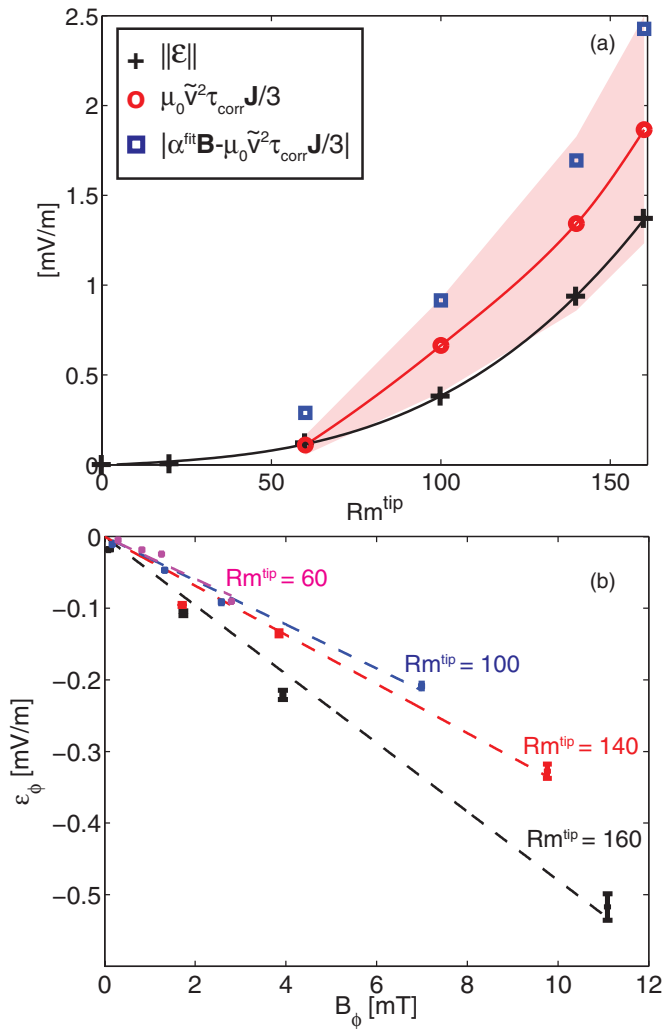 2.5
(a)
||ε||
μ₀ṽ²τcorrJ/3
|αᶠⁱᵗB-μ₀ṽ²τcorrJ/3|
2
1.5
1
0.5
0
[mV/m]
0 50 100 150
Rmᵗⁱᵖ
0
(b)
Rmᵗⁱᵖ = 60
−0.1
Rmᵗⁱᵖ = 100
−0.2
Rmᵗⁱᵖ = 140
−0.3
Rmᵗⁱᵖ = 160
−0.4
−0.5
εϕ [mV/m]
0 2 4 6 8 10 12
Bϕ [mT]